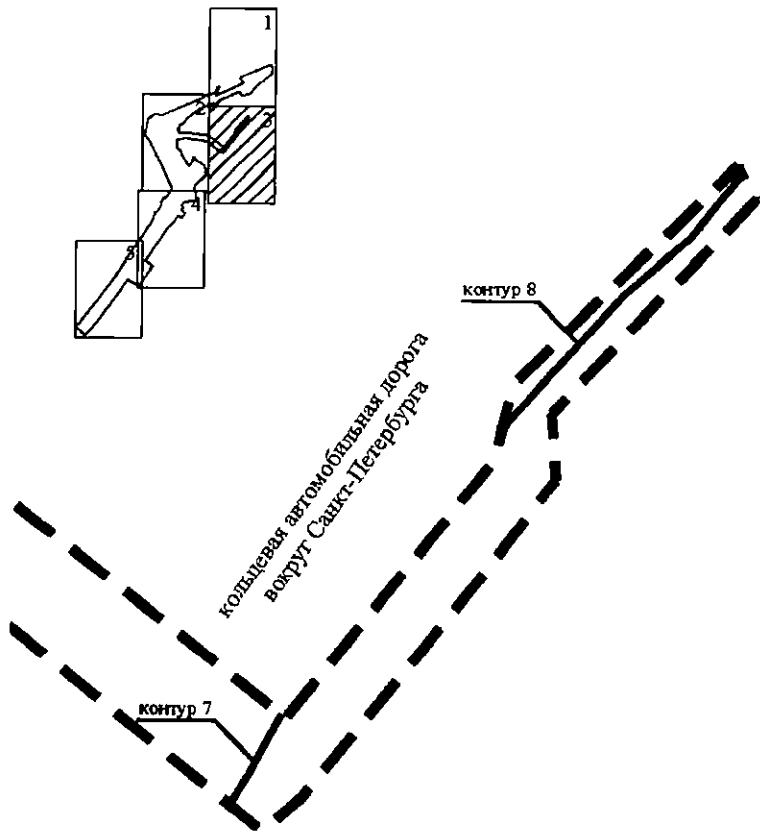 1
2
3
4
5
контур 8
кольцевая автомобильная дорога
вокруг Санкт-Петербурга
контур 7